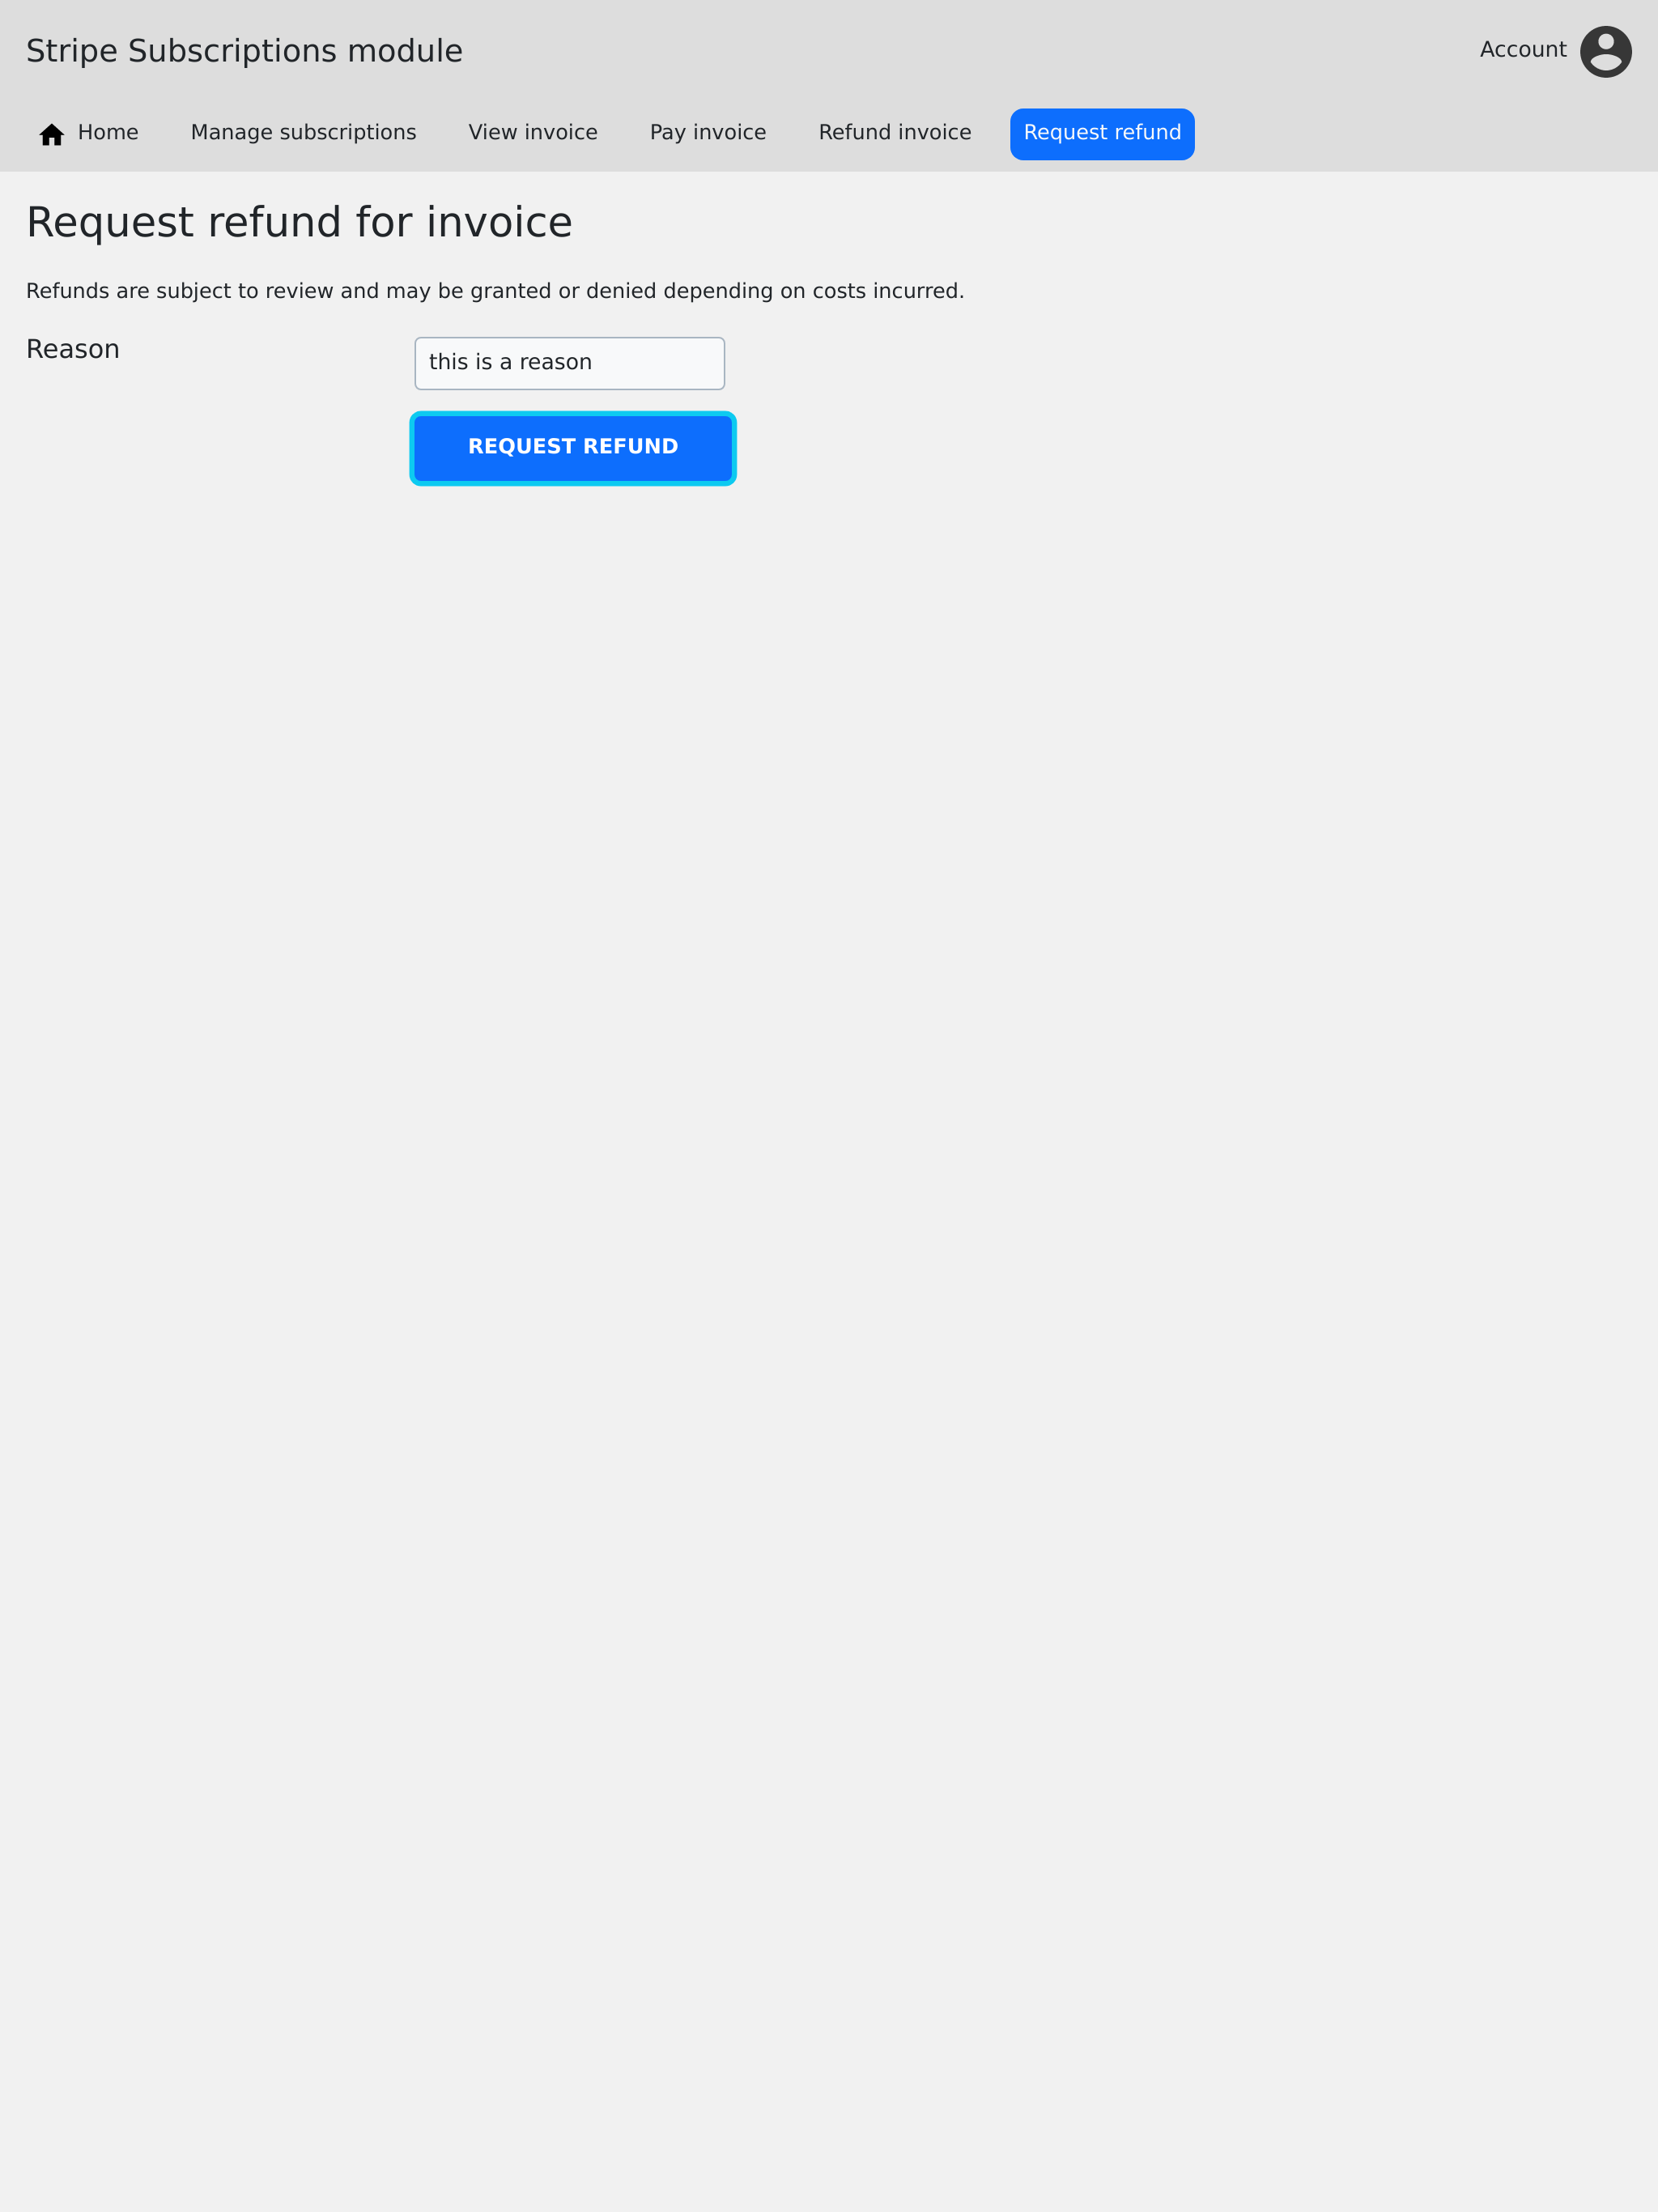 Stripe Subscriptions module
Account
Home
Manage subscriptions
View invoice
Pay invoice
Refund invoice
Request refund
Request refund for invoice
Refunds are subject to review and may be granted or denied depending on costs incurred.
Reason
this is a reason
REQUEST REFUND